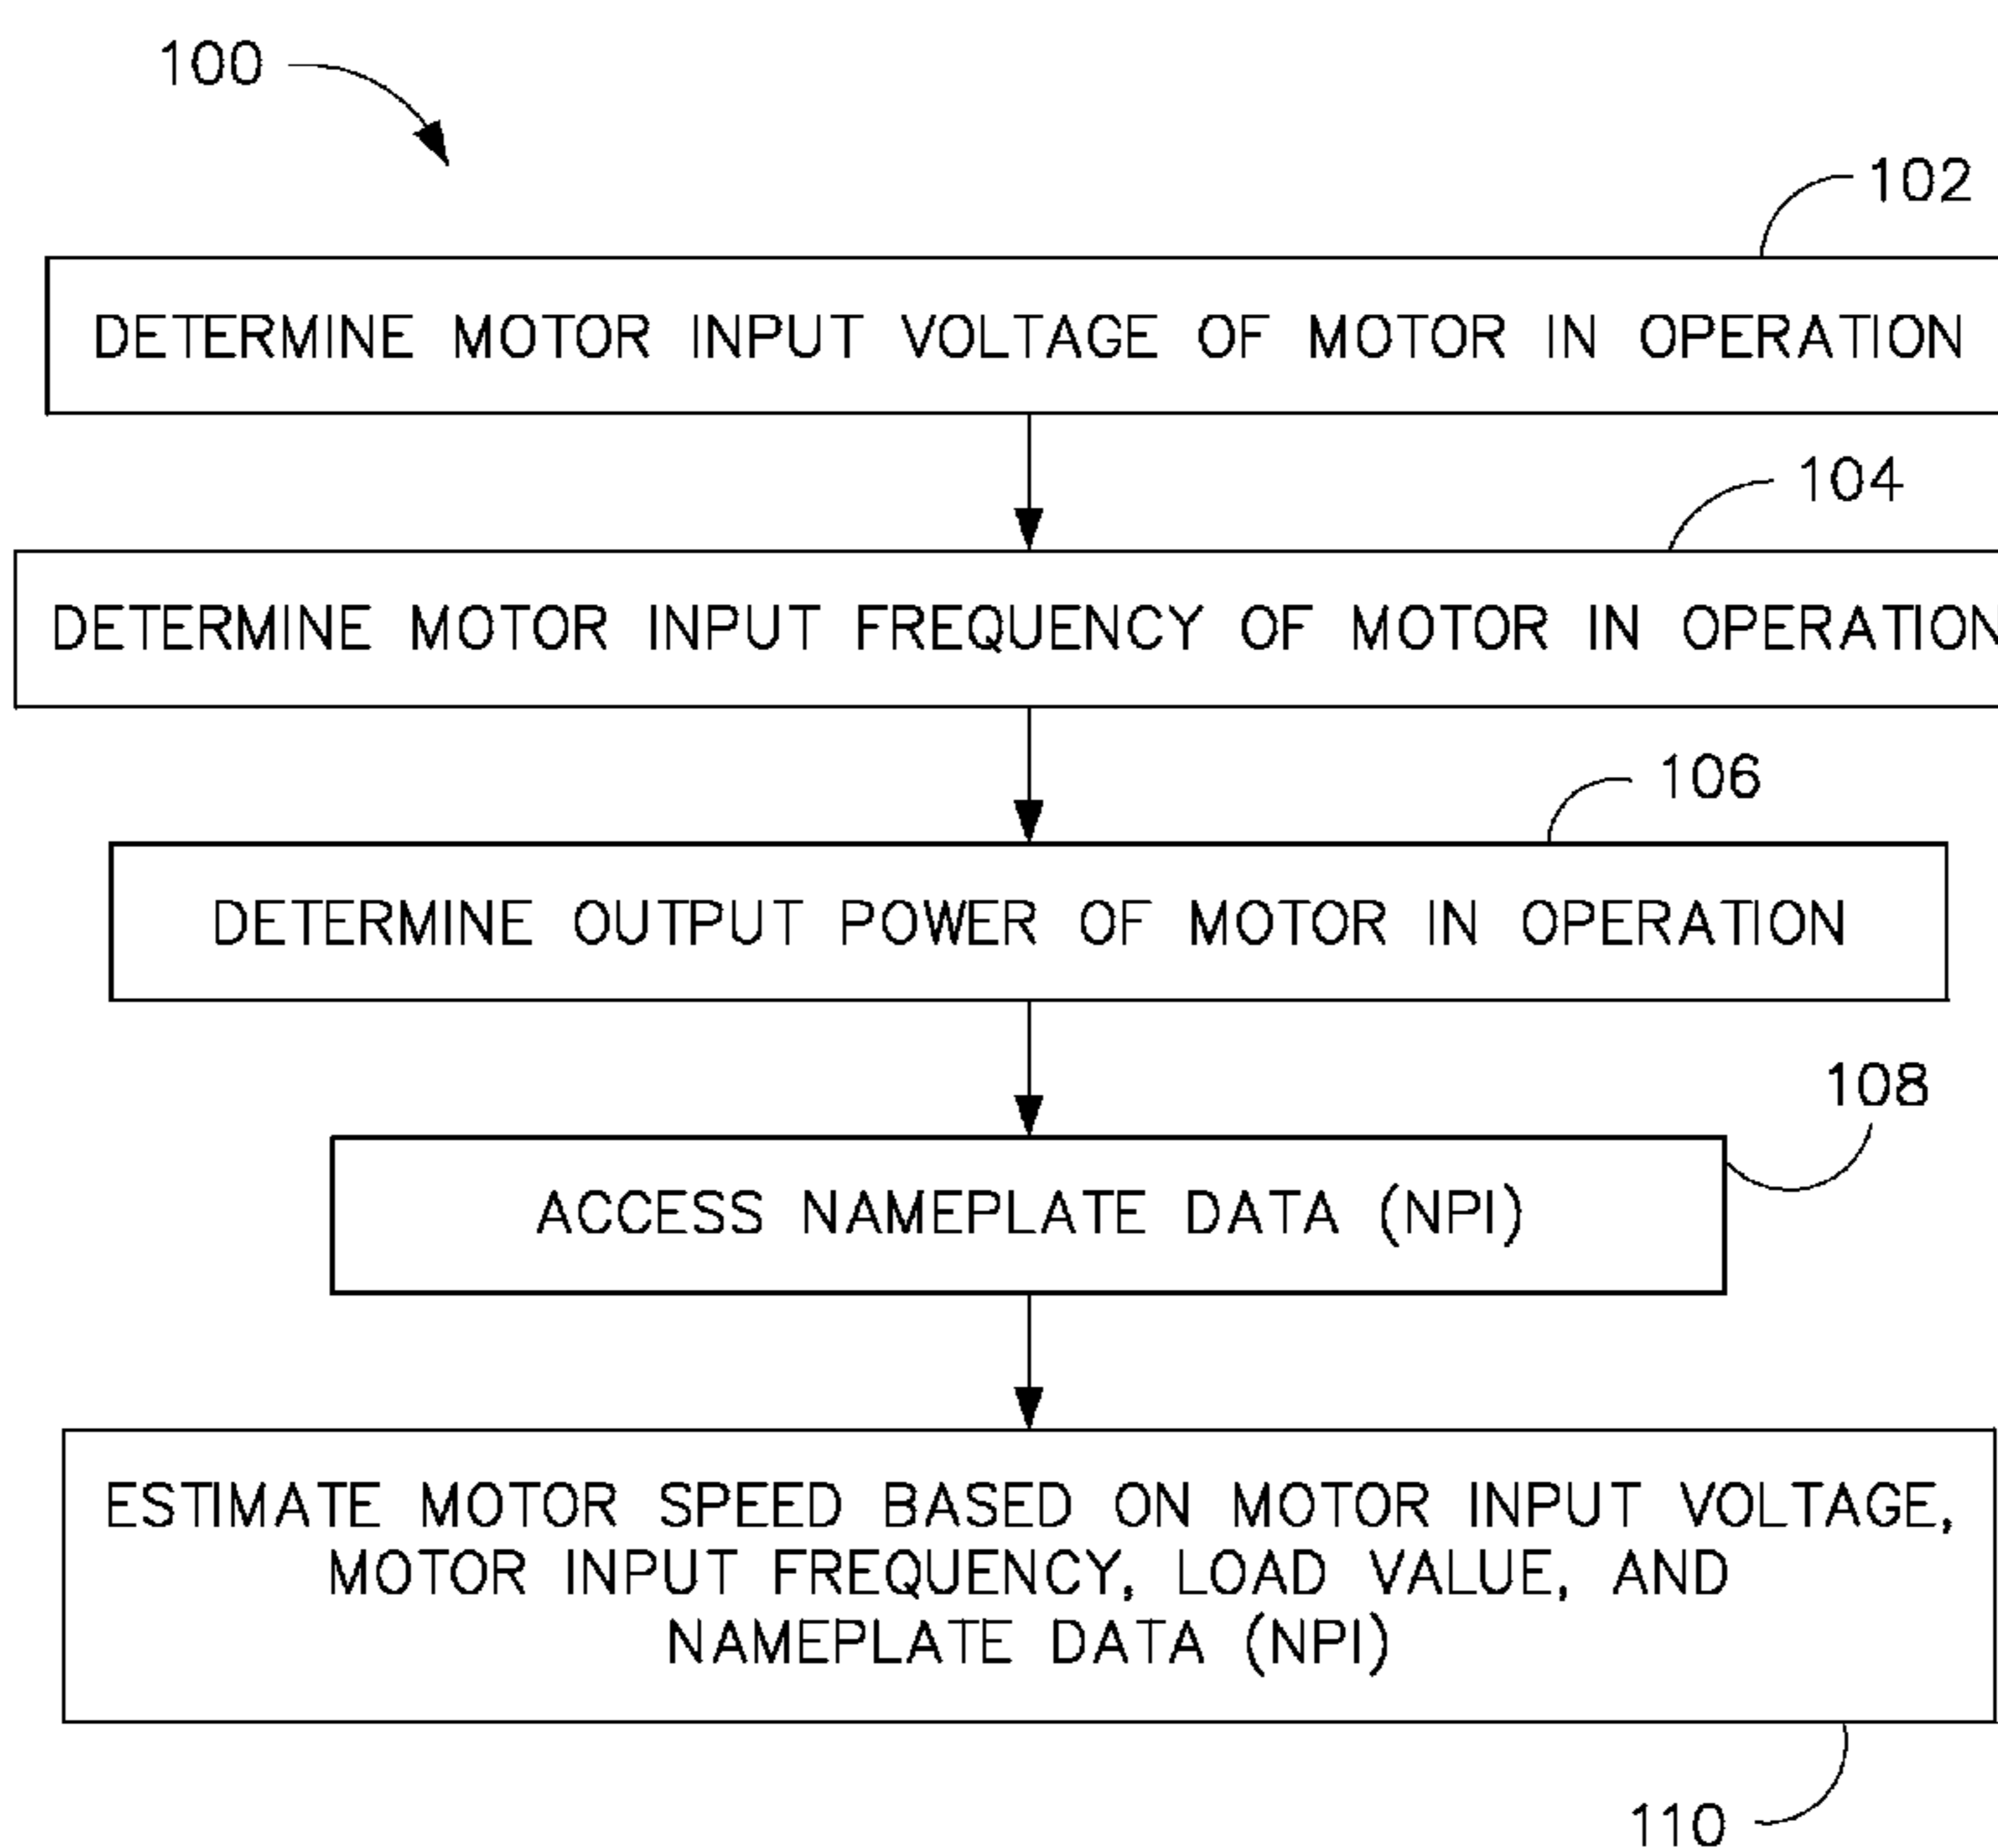 100
102
DETERMINE MOTOR INPUT VOLTAGE OF MOTOR IN OPERATION
104
DETERMINE MOTOR INPUT FREQUENCY OF MOTOR IN OPERATION
106
DETERMINE OUTPUT POWER OF MOTOR IN OPERATION
108
ACCESS NAMEPLATE DATA (NPI)
ESTIMATE MOTOR SPEED BASED ON MOTOR INPUT VOLTAGE,
MOTOR INPUT FREQUENCY, LOAD VALUE, AND
NAMEPLATE DATA (NPI)
110